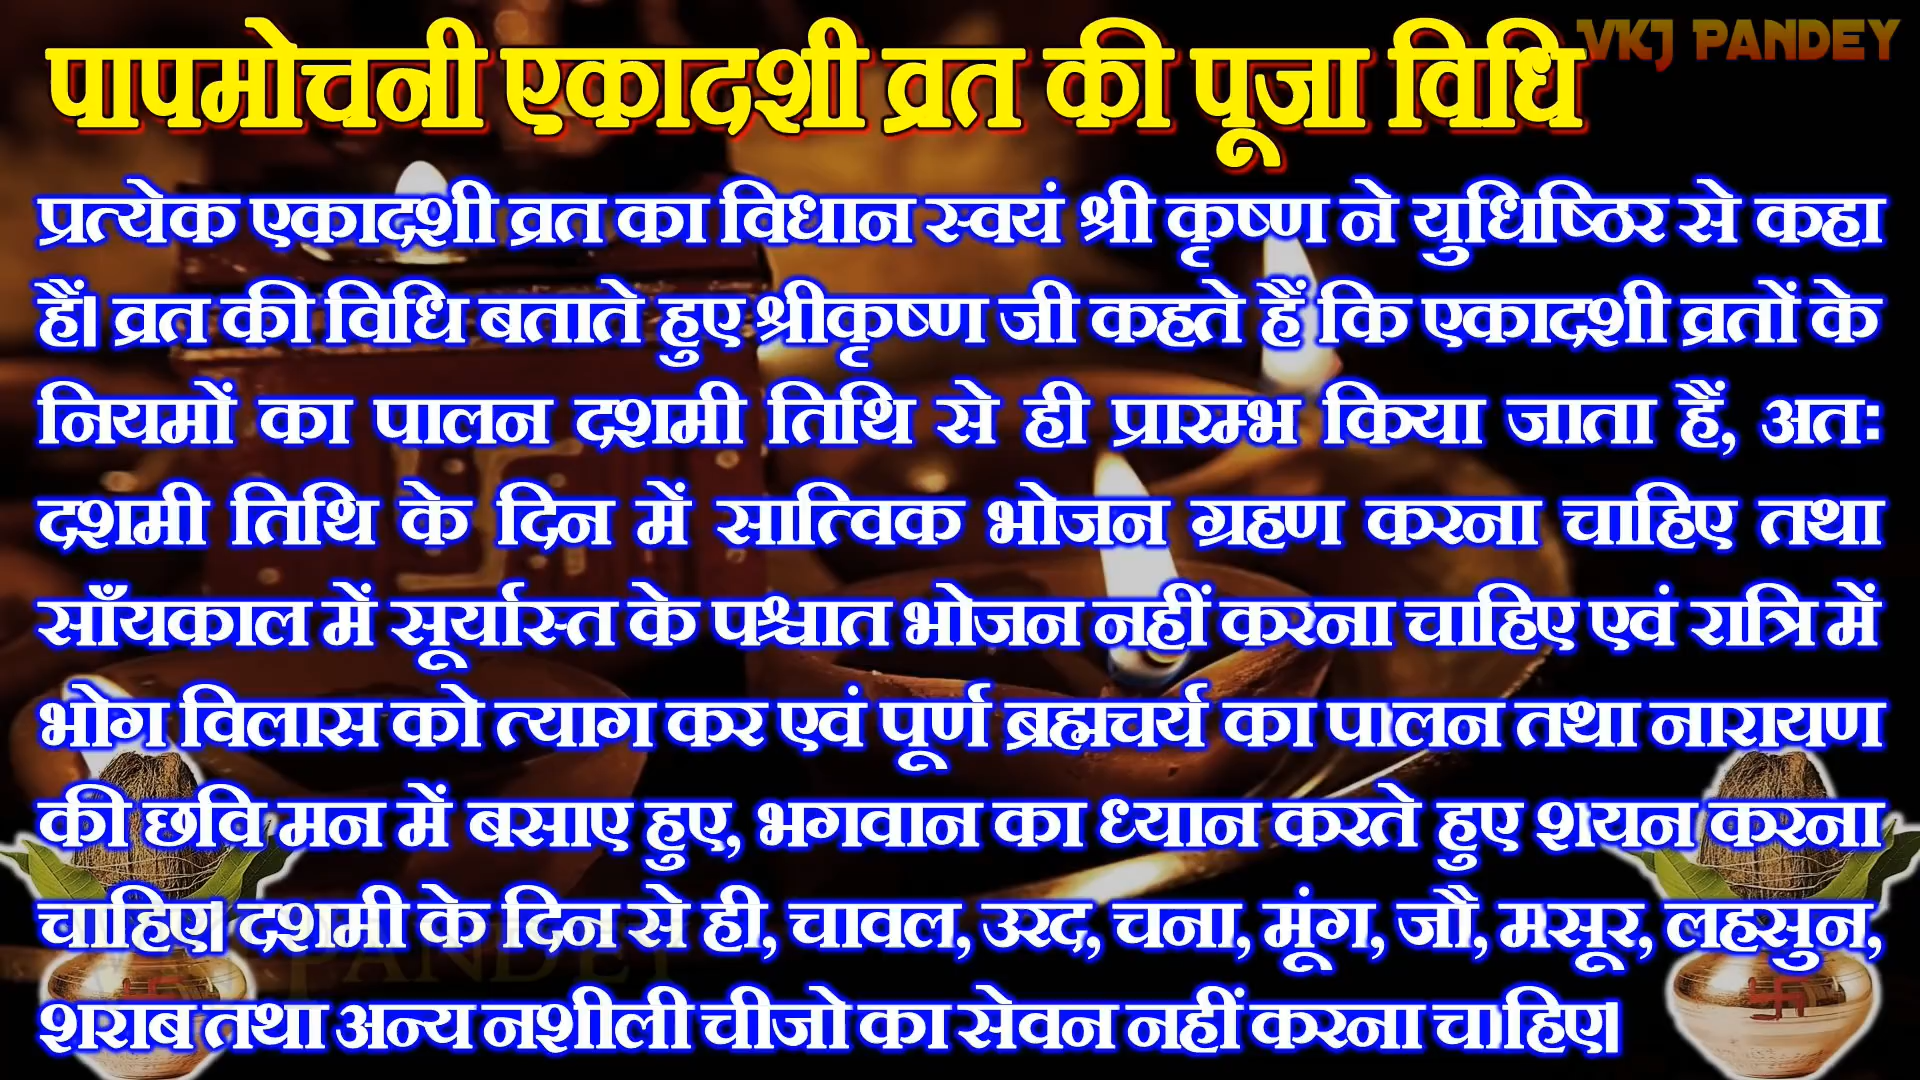 पापमोचनी एकादशी व्रत की पूजा विधि
VKJ PANDEY
प्रत्येक एकादशी व्रत का विधान स्वयं श्री कृष्ण ने युधिष्ठिर से कहा
हैं। व्रत की विधि बताते हुए श्रीकृष्ण जी कहते हैं कि एकादशी व्रतों के
नियमों का पालन दशमी तिथि से ही प्रारम्भ किया जाता हैं, अतः
दशमी तिथि के दिन में सात्विक भोजन ग्रहण करना चाहिए तथा
साँयकाल में सूर्यास्त के पश्चात भोजन नहीं करना चाहिए एवं रात्रि में
भोग विलास को त्याग कर एवं पूर्ण ब्रह्मचर्य का पालन तथा नारायण
की छवि मन में बसाए हुए, भगवान का ध्यान करते हुए शयन करना
चाहिए। दशमी के दिन से ही, चावल, उरद, चना, मूंग, जौ, मसूर, लहसुन,
शराब तथा अन्य नशीली चीजो का सेवन नहीं करना चाहिए।